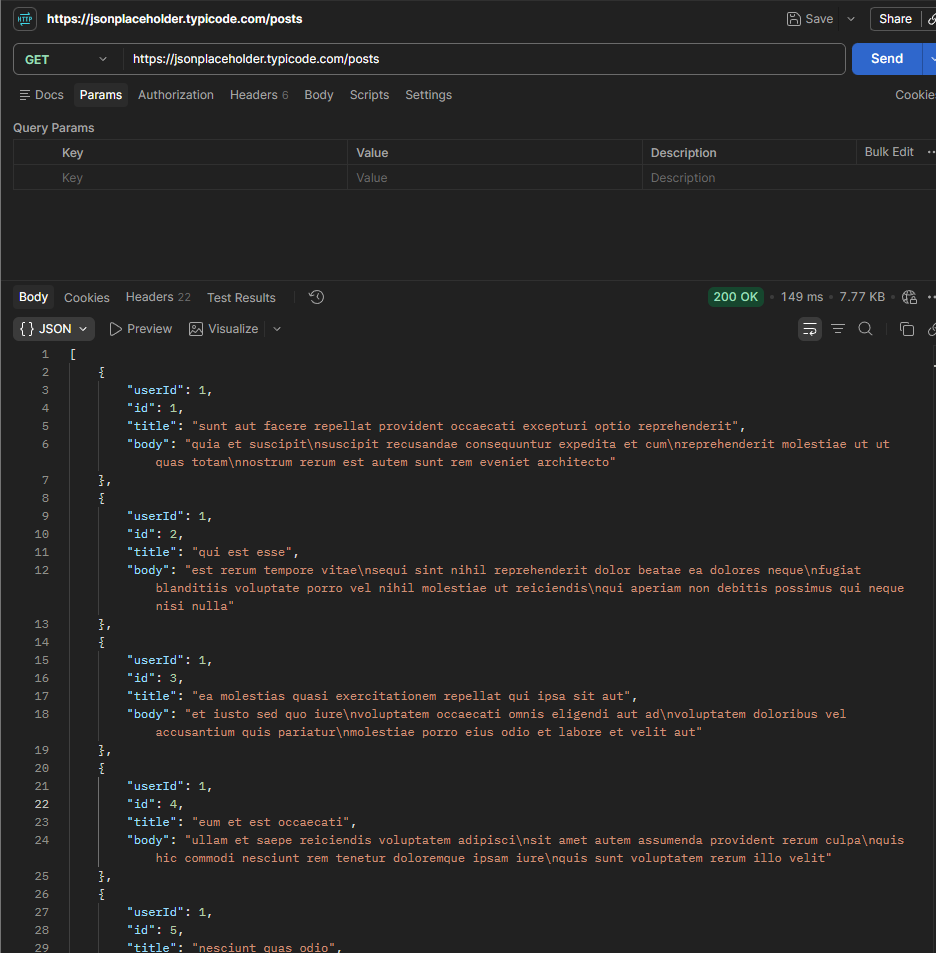 HTTP https://jsonplaceholder.typicode.com/posts Save Share
GET https://jsonplaceholder.typicode.com/posts Send
Docs Params Authorization Headers 6 Body Scripts Settings Cookie
Query Params
Key Value Description Bulk Edit
Key Value Description
Body Cookies Headers 22 Test Results 200 OK • 149 ms • 7.77 KB •
{} JSON Preview Visualize
1 [
2 {
3 "userId": 1,
4 "id": 1,
5 "title": "sunt aut facere repellat provident occaecati excepturi optio reprehenderit",
6 "body": "quia et suscipit\nsuscipit recusandae consequuntur expedita et cum\nreprehenderit molestiae ut ut
quas totam\nnostrum rerum est autem sunt rem eveniet architecto"
7 },
8 {
9 "userId": 1,
10 "id": 2,
11 "title": "qui est esse",
12 "body": "est rerum tempore vitae\nsequi sint nihil reprehenderit dolor beatae ea dolores neque\nfugiat
blanditiis voluptate porro vel nihil molestiae ut reiciendis\nqui aperiam non debitis possimus qui neque
nisi nulla"
13 },
14 {
15 "userId": 1,
16 "id": 3,
17 "title": "ea molestias quasi exercitationem repellat qui ipsa sit aut",
18 "body": "et iusto sed quo iure\nvoluptatem occaecati omnis eligendi aut ad\nvoluptatem doloribus vel
accusantium quis pariatur\nmolestiae porro eius odio et labore et velit aut"
19 },
20 {
21 "userId": 1,
22 "id": 4,
23 "title": "eum et est occaecati",
24 "body": "ullam et saepe reiciendis voluptatem adipisci\nsit amet autem assumenda provident rerum culpa\nquis
hic commodi nesciunt rem tenetur doloremque ipsam iure\nquis sunt voluptatem rerum illo velit"
25 },
26 {
27 "userId": 1,
28 "id": 5,
29 "title": "nesciunt quas odio",